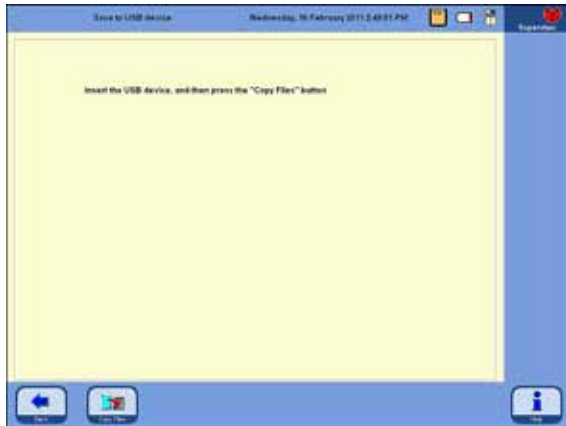 Save to USB device
Wednesday, 16 February 2011 2:48:01 PM
Supervisor
Insert the USB device, and then press the "Copy Files" button
Back
Copy Files
Help